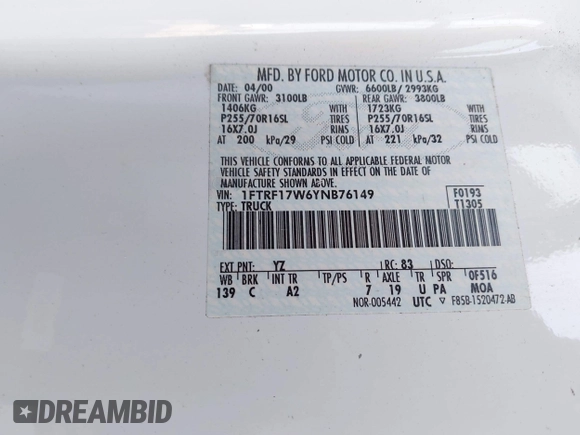 MFD. BY FORD MOTOR CO. IN U.S.A.
DATE: 04/00 GVWR: 6600LB/ 2993KG
FRONT GAWR: 3100LB REAR GAWR: 3800LB
1406KG WITH 1723KG WITH
P255/70R16SL TIRES P255/70R16SL TIRES
16X7.0J RIMS 16X7.0J RIMS
AT 200 kPa/29 PSI COLD AT 221 kPa/32 PSI COLD
THIS VEHICLE CONFORMS TO ALL APPLICABLE FEDERAL MOTOR
VEHICLE SAFETY STANDARDS IN EFFECT ON THE DATE OF
MANUFACTURE SHOWN ABOVE.
VIN: 1FTRF17W6YNB76149 F0193
TYPE: TRUCK T1305
EXT PNT: YZ RC: 83 DSO:
WB BRK INT TR TP/PS R AXLE TR SPR 0F516
139 C A2 7 19 U PA MOA
NOR-005442 UTC ▽ F85B-1520472-AB
DREAMBID